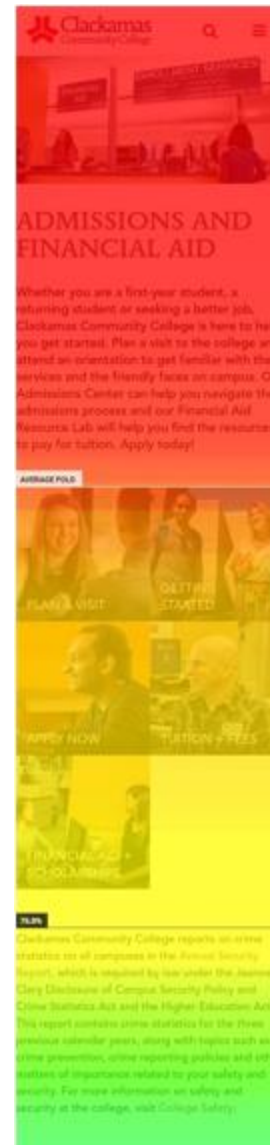 Clackamas
Community College
ENROLLMENT SERVICES
ADMISSIONS AND
FINANCIAL AID
Whether you are a first-year student, a
returning student or seeking a better job,
Clackamas Community College is here to hel
you get started. Plan a visit to the college an
attend an orientation to get familiar with the
services and the friendly faces on campus. O
Admissions Center can help you navigate the
admissions process and our Financial Aid
Resource Lab will help you find the resource
to pay for tuition. Apply today!
AVERAGE FOLD
PLAN A VISIT
GETTING
STARTED
APPLY NOW
TUITION + FEES
FINANCIAL AID +
SCHOLARSHIPS
75.0%
Clackamas Community College reports on crime
statistics on all campuses in the Annual Security
Report, which is required by law under the Jeanne
Clery Disclosure of Campus Security Policy and
Crime Statistics Act and the Higher Education Act.
This report contains crime statistics for the three
previous calendar years, along with topics such as
crime prevention, crime reporting policies and oth
matters of importance related to your safety and
security. For more information on safety and
security at the college, visit College Safety.